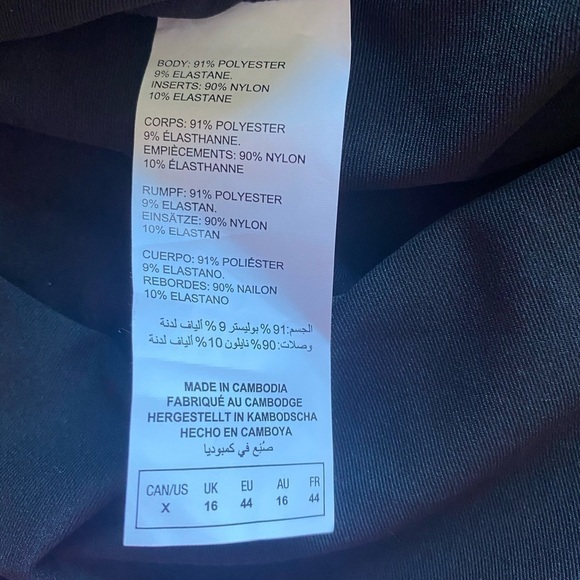 BODY: 91% POLYESTER
9% ELASTANE.
INSERTS: 90% NYLON
10% ELASTANE
CORPS: 91% POLYESTER
9% ÉLASTHANNE.
EMPIÈCEMENTS: 90% NYLON
10% ÉLASTHANNE
RUMPF: 91% POLYESTER
9% ELASTAN.
EINSÄTZE: 90% NYLON
10% ELASTAN
CUERPO: 91% POLIÉSTER
9% ELASTANO.
REBORDES: 90% NAILON
10% ELASTANO
الجسم: 91% بوليستر 9% ألياف لدنة
وصلات: 90% نايلون 10% ألياف لدنة
MADE IN CAMBODIA
FABRIQUÉ AU CAMBODGE
HERGESTELLT IN KAMBODSCHA
HECHO EN CAMBOYA
صُنِع في كمبوديا
CAN/US UK EU AU FR
X 16 44 16 44